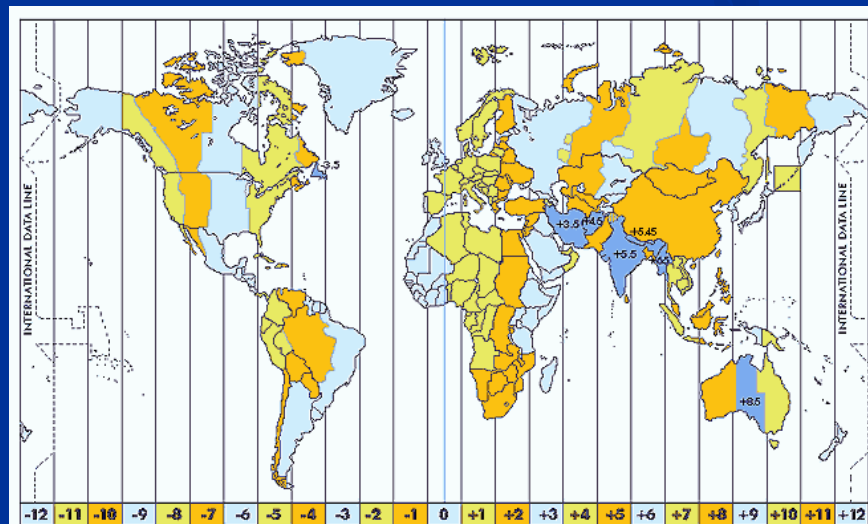 -3.5
+3.5
+4.5
+5.45
+5.5
+6.5
+8.5
INTERNATIONAL DATA LINE
INTERNATIONAL DATA LINE
-12 -11 -10 -9 -8 -7 -6 -5 -4 -3 -2 -1 0 +1 +2 +3 +4 +5 +6 +7 +8 +9 +10 +11 +12